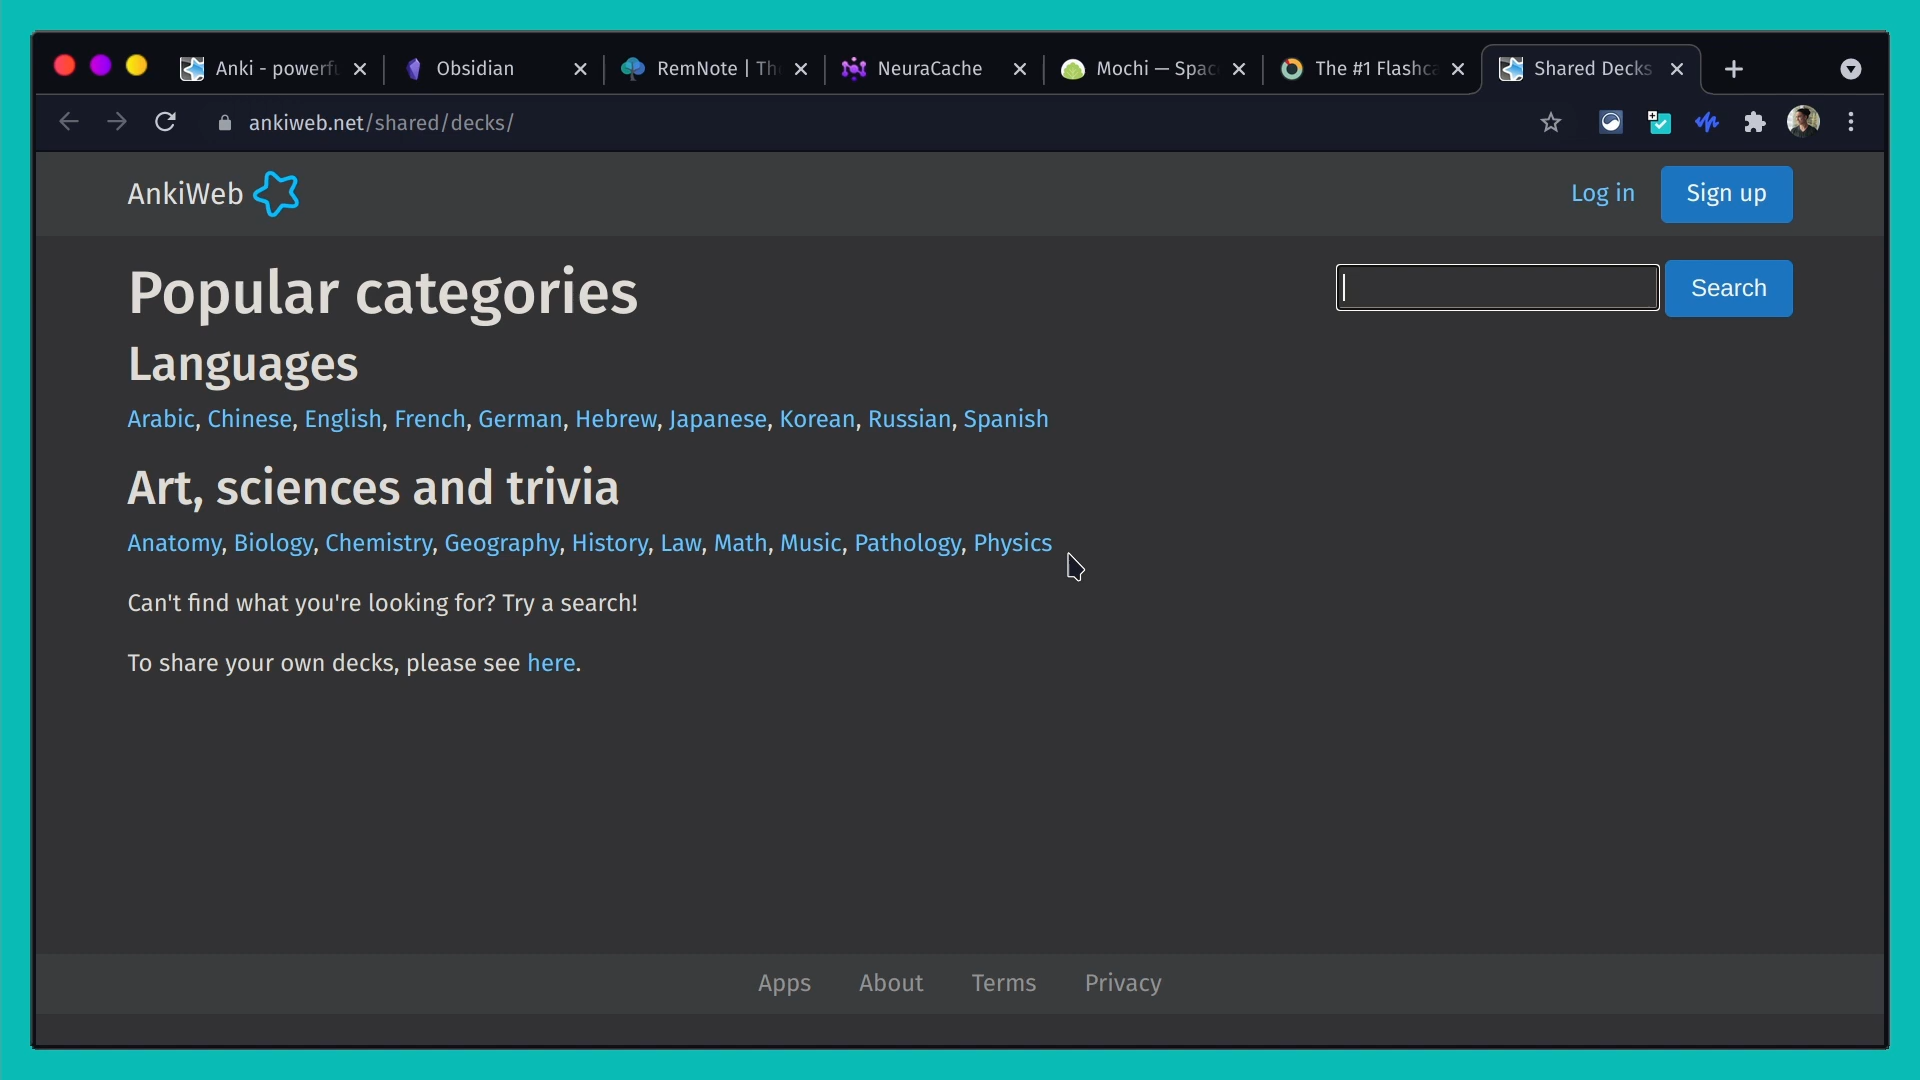 Anki - powerfu
Obsidian
RemNote | The
NeuraCache
Mochi — Spac
The #1 Flashca
Shared Decks
ankiweb.net/shared/decks/
AnkiWeb
Log in
Sign up
Popular categories
Search
Languages
Arabic, Chinese, English, French, German, Hebrew, Japanese, Korean, Russian, Spanish
Art, sciences and trivia
Anatomy, Biology, Chemistry, Geography, History, Law, Math, Music, Pathology, Physics
Can't find what you're looking for? Try a search!
To share your own decks, please see here.
Apps About Terms Privacy